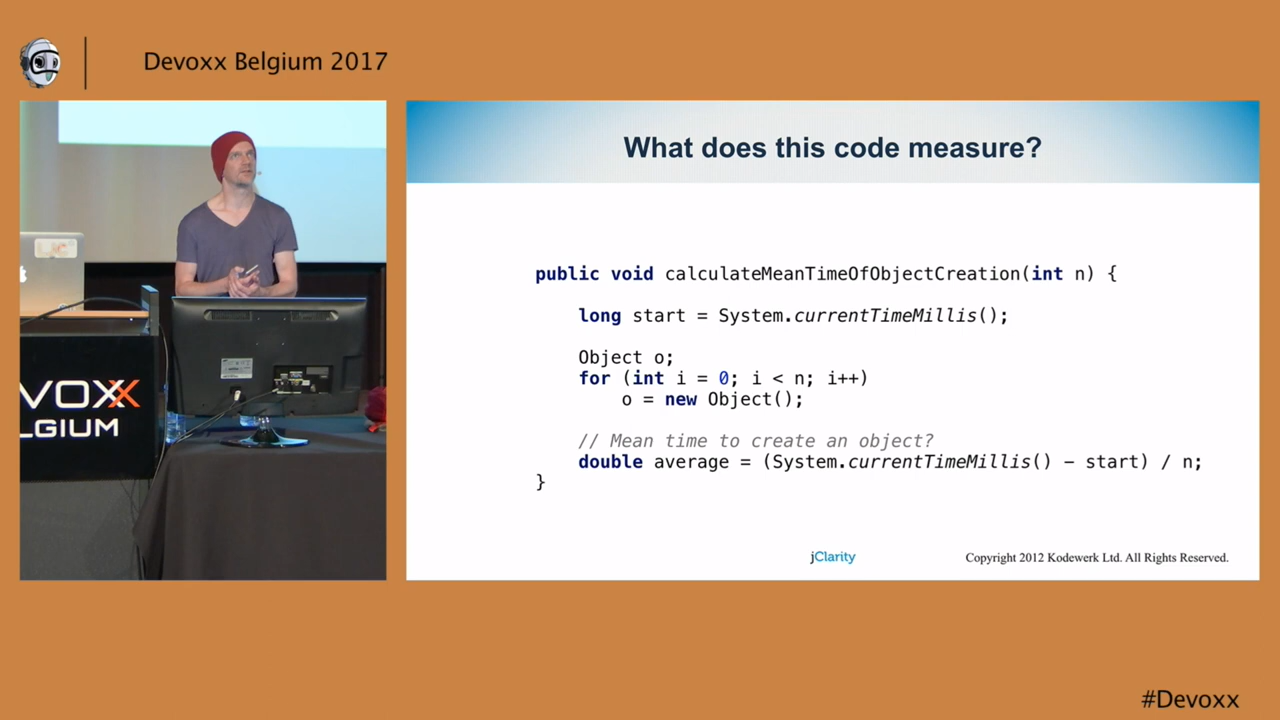 Devoxx Belgium 2017
VOXX
LGIUM
What does this code measure?
public void calculateMeanTimeOfObjectCreation(int n) {
long start = System.currentTimeMillis();
Object o;
for (int i = 0; i < n; i++)
o = new Object();
// Mean time to create an object?
double average = (System.currentTimeMillis() – start) / n;
}
jClarity
Copyright 2012 Kodewerk Ltd. All Rights Reserved.
#Devoxx